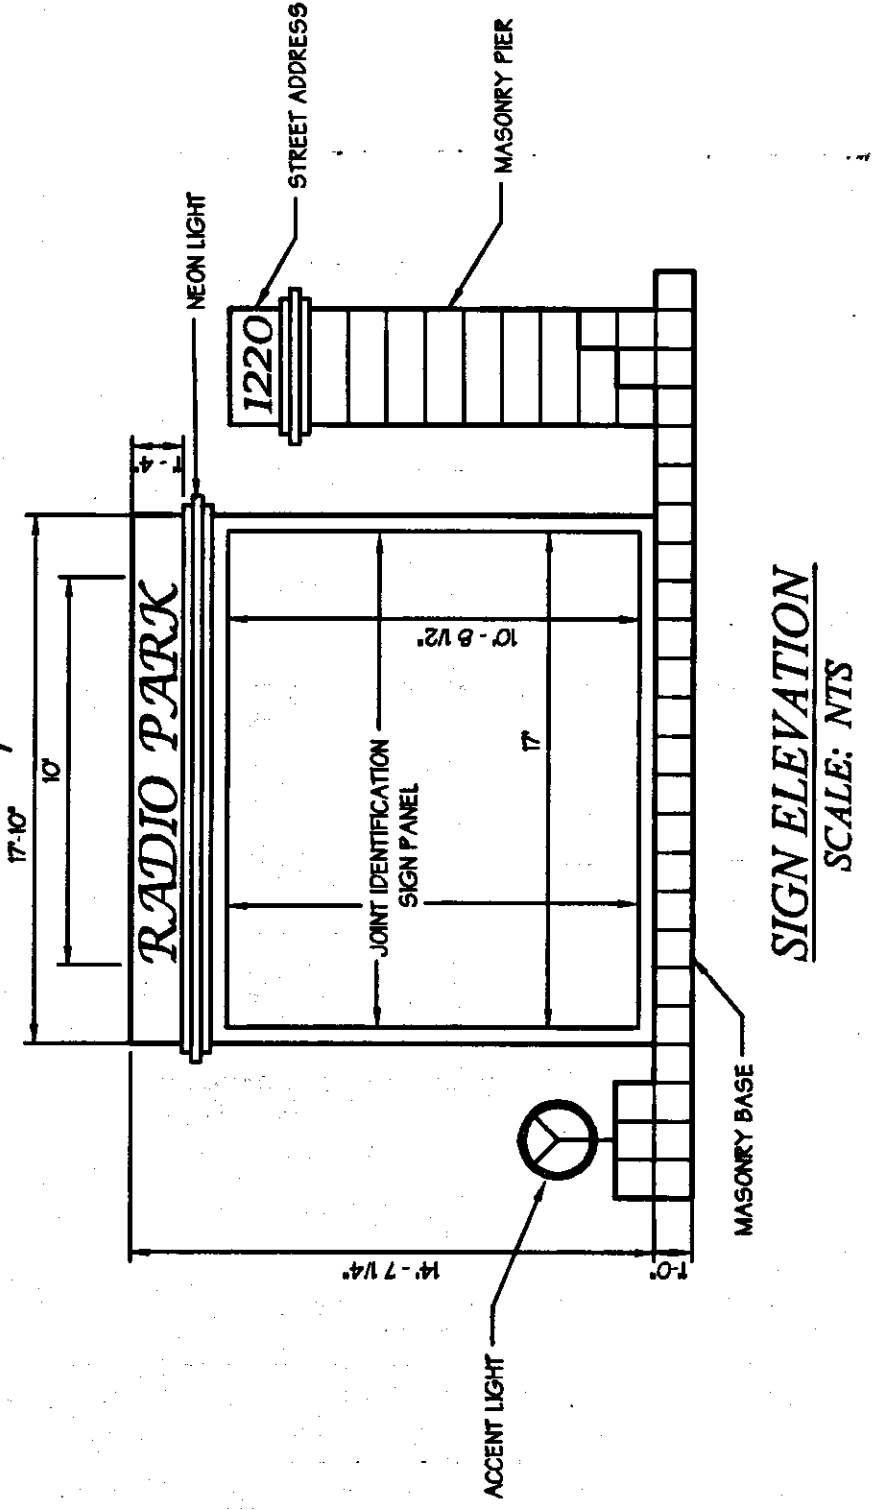 17'-10"
10'
1' - 4"
NEON LIGHT
STREET ADDRESS
RADIO PARK
1220
MASONRY PIER
JOINT IDENTIFICATION
SIGN PANEL
10' - 8 1/2"
17'
14' - 7 1/4"
1'-0"
ACCENT LIGHT
MASONRY BASE
SIGN ELEVATION
SCALE: NTS